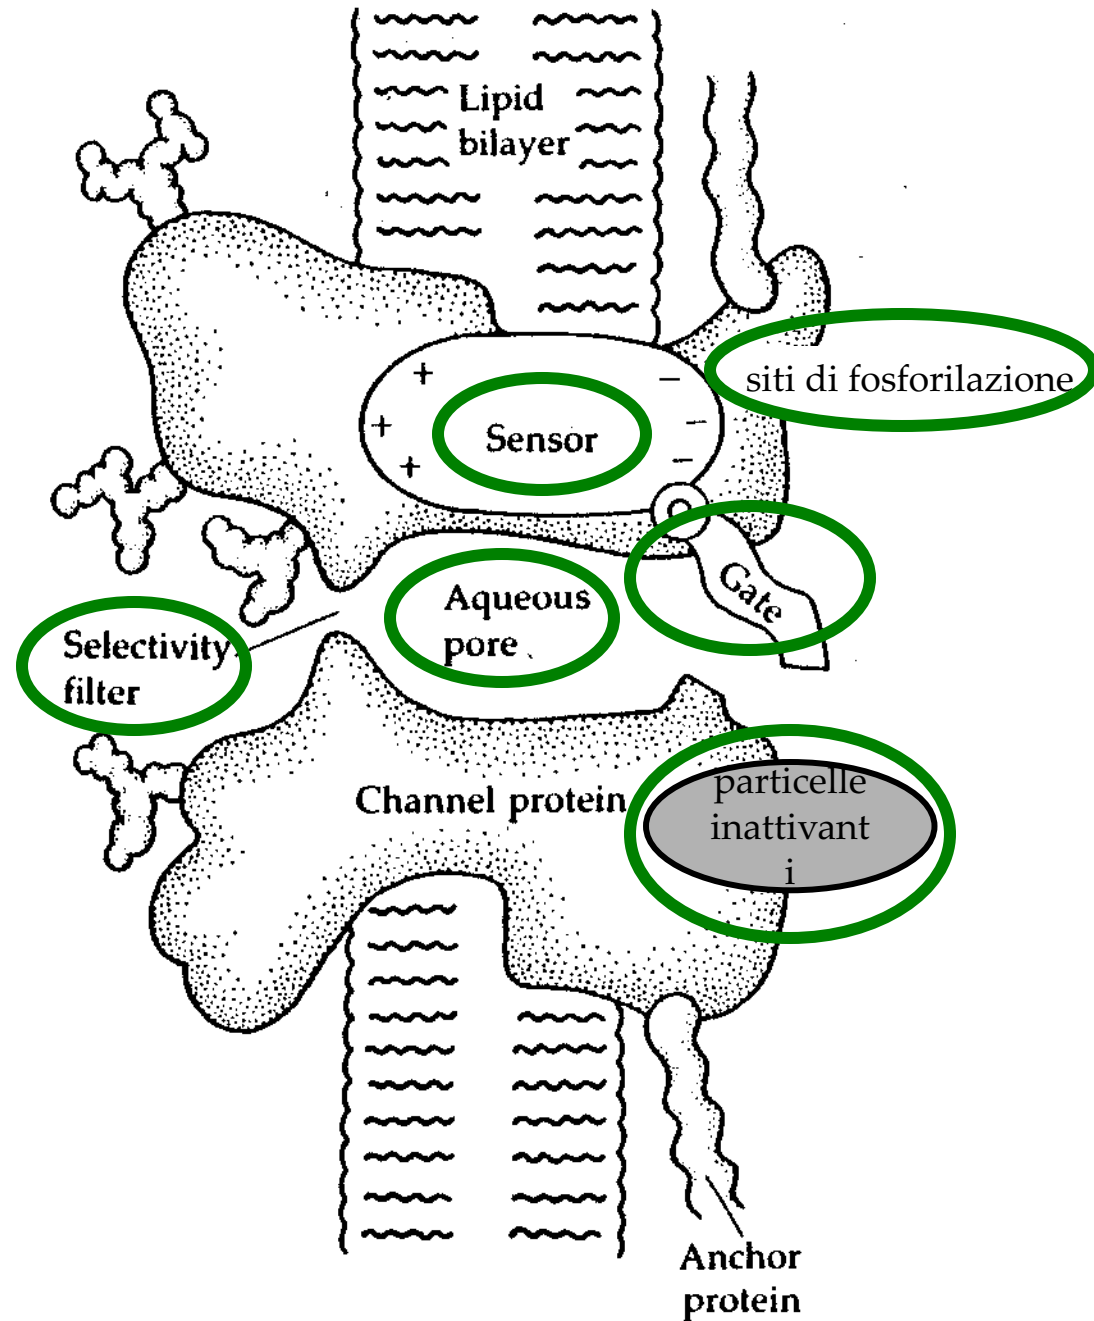 Lipid
bilayer
siti di fosforilazione
+
−
Sensor
+
−
+
−
Gate
Aqueous
pore
Selectivity
filter
Channel protein
particelle
inattivant
i
Anchor
protein